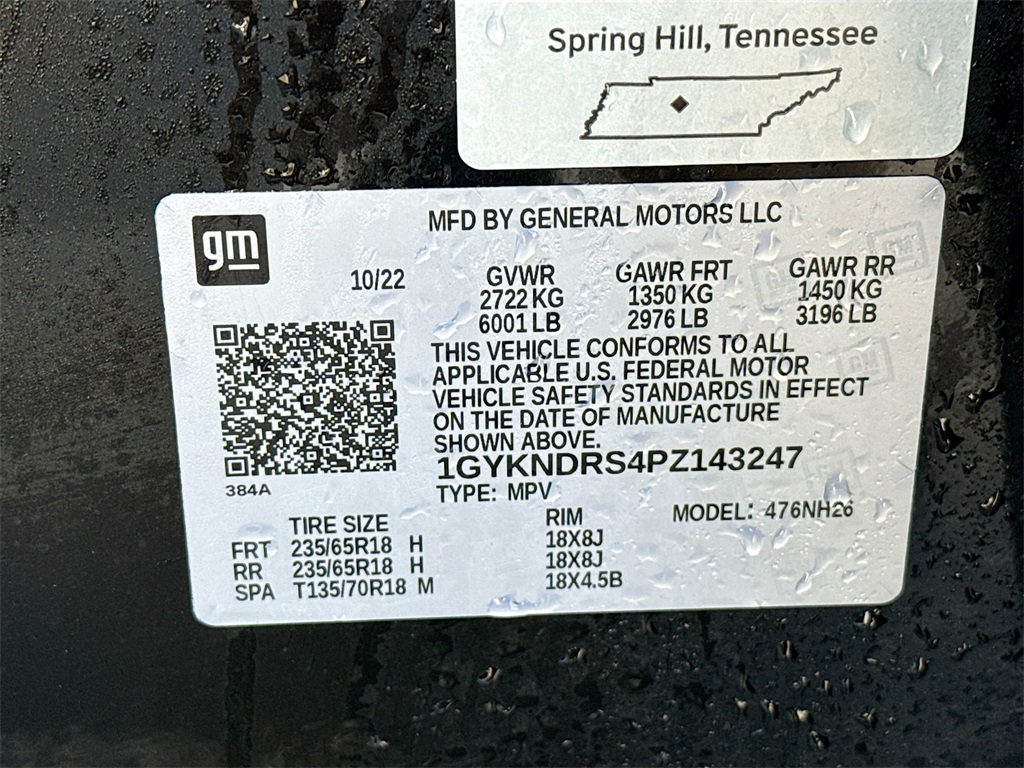 Spring Hill, Tennessee
gm
MFD BY GENERAL MOTORS LLC
10/22 GVWR GAWR FRT GAWR RR
2722 KG 1350 KG 1450 KG
6001 LB 2976 LB 3196 LB
THIS VEHICLE CONFORMS TO ALL
APPLICABLE U.S. FEDERAL MOTOR
VEHICLE SAFETY STANDARDS IN EFFECT
ON THE DATE OF MANUFACTURE
SHOWN ABOVE.
1GYKNDRS4PZ143247
384A
TYPE: MPV
MODEL: 476NH26
TIRE SIZE RIM
FRT 235/65R18 H 18X8J
RR 235/65R18 H 18X8J
SPA T135/70R18 M 18X4.5B